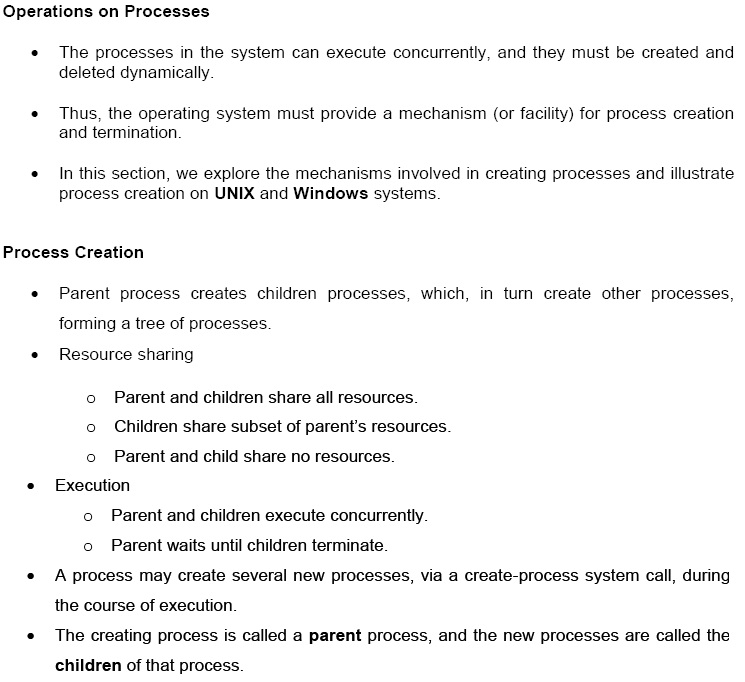 Operations on Processes
• The processes in the system can execute concurrently, and they must be created and
deleted dynamically.
• Thus, the operating system must provide a mechanism (or facility) for process creation
and termination.
• In this section, we explore the mechanisms involved in creating processes and illustrate
process creation on UNIX and Windows systems.
Process Creation
• Parent process creates children processes, which, in turn create other processes,
forming a tree of processes.
• Resource sharing
o Parent and children share all resources.
o Children share subset of parent’s resources.
o Parent and child share no resources.
• Execution
o Parent and children execute concurrently.
o Parent waits until children terminate.
• A process may create several new processes, via a create-process system call, during
the course of execution.
• The creating process is called a parent process, and the new processes are called the
children of that process.